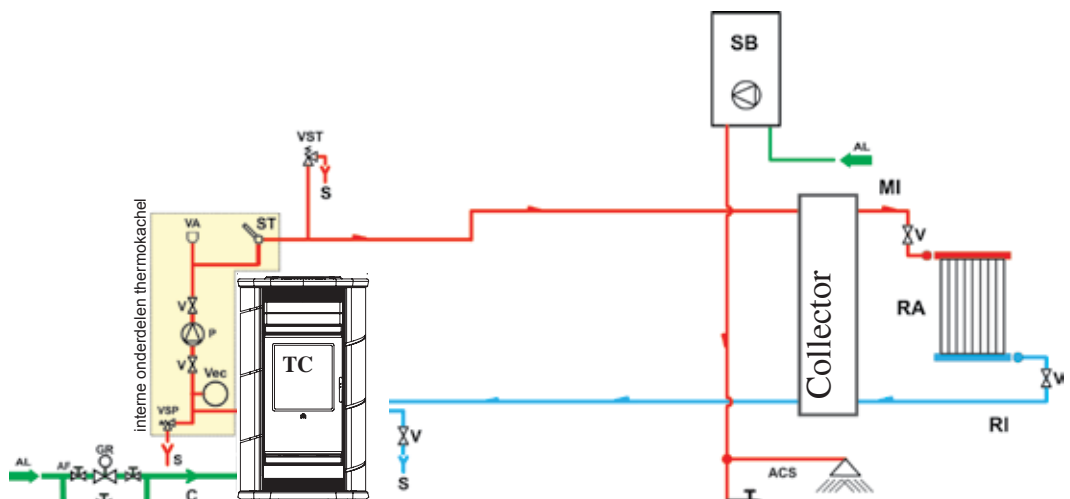 SB
VST
AL
S
MI
interne onderdelen thermokachel
VA
ST
V
V
P
RA
V
Vec
TC
Collector
V
VSP
V
RI
S
GR
AL
AF
C
S
ACS